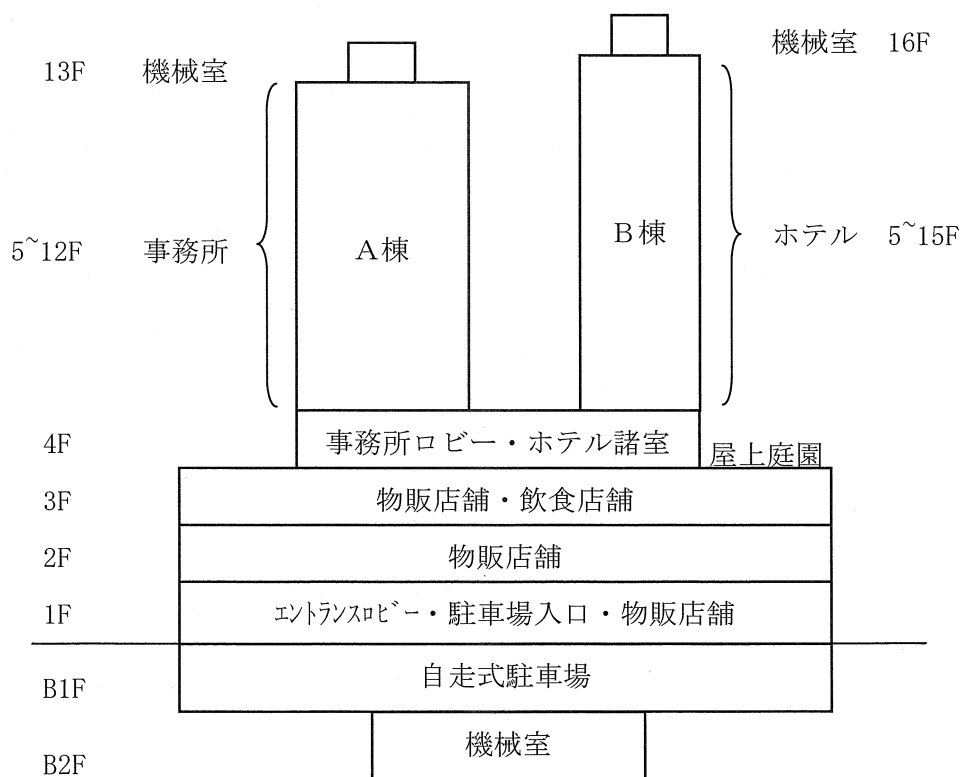 機械室 16F
13F 機械室
5~12F 事務所 A棟 B棟 ホテル 5~15F
4F 事務所ロビー・ホテル諸室 屋上庭園
3F 物販店舗・飲食店舗
2F 物販店舗
1F ｴﾝﾄﾗﾝｽﾛﾋﾞｰ・駐車場入口・物販店舗
B1F 自走式駐車場
B2F 機械室